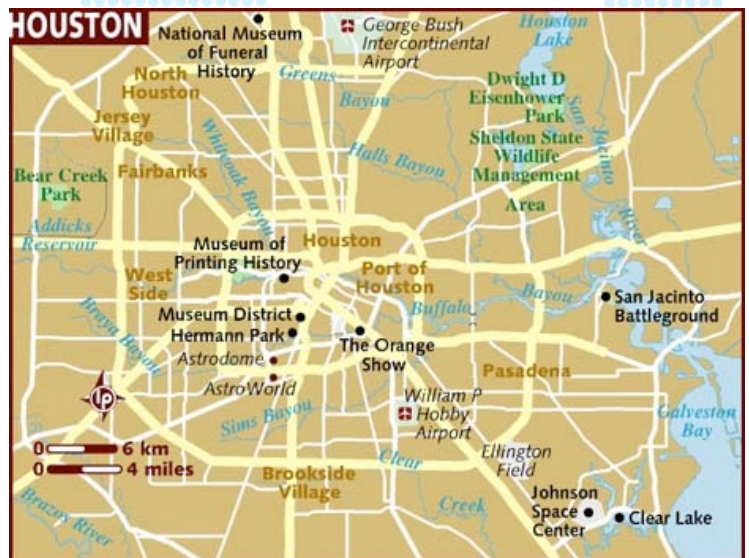 HOUSTON
National Museum
of Funeral
History
George Bush
Intercontinental
Airport
Houston
Lake
North
Houston
Greens
Bayou
Dwight D
Eisenhower
Park
San
Jacinto
River
Jersey
Village
Whiteoak Bayou
Halls Bayou
Sheldon State
Wildlife
Management
Area
Fairbanks
Bear Creek
Park
Addicks
Reservoir
Museum of
Printing History
Houston
West
Side
Port of
Houston
Buffalo
Bayou
San Jacinto
Battleground
Braya Bayou
Museum District
Hermann Park
The Orange
Show
Astrodome
AstroWorld
Pasadena
William P
Hobby
Airport
Sims Bayou
Galveston
Bay
LP
0 6 km
0 4 miles
Brookside
Village
Clear
Creek
Ellington
Field
Brazos River
Johnson
Space
Center
Clear Lake